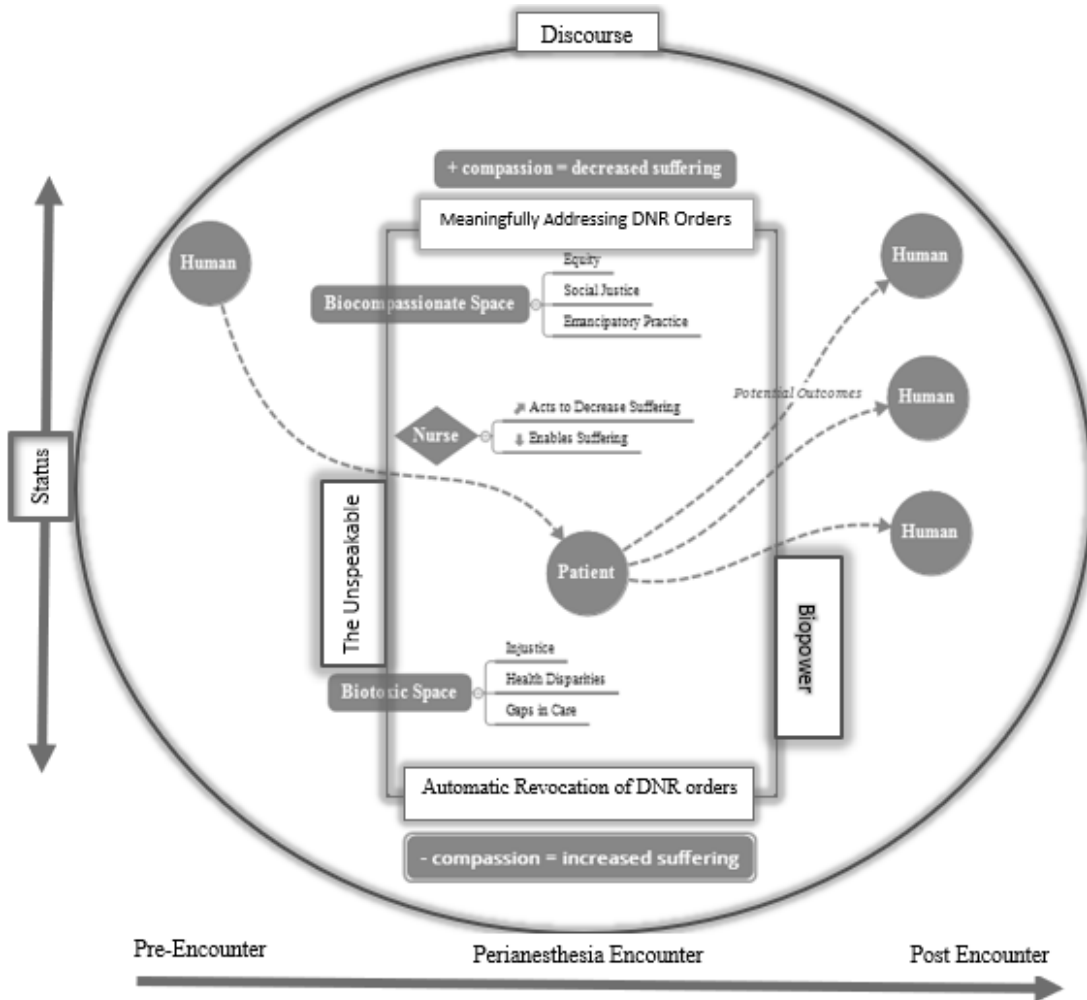 Discourse
+ compassion = decreased suffering
Meaningfully Addressing DNR Orders
Human
Human
Equity
Biocompassionate Space
Social Justice
Emancipatory Practice
Potential Outcomes
Human
Nurse
Acts to Decrease Suffering
Enables Suffering
Status
The Unspeakable
Human
Patient
Biopower
Injustice
Biotoxic Space
Health Disparities
Gaps in Care
Automatic Revocation of DNR orders
- compassion = increased suffering
Pre-Encounter
Perianesthesia Encounter
Post Encounter